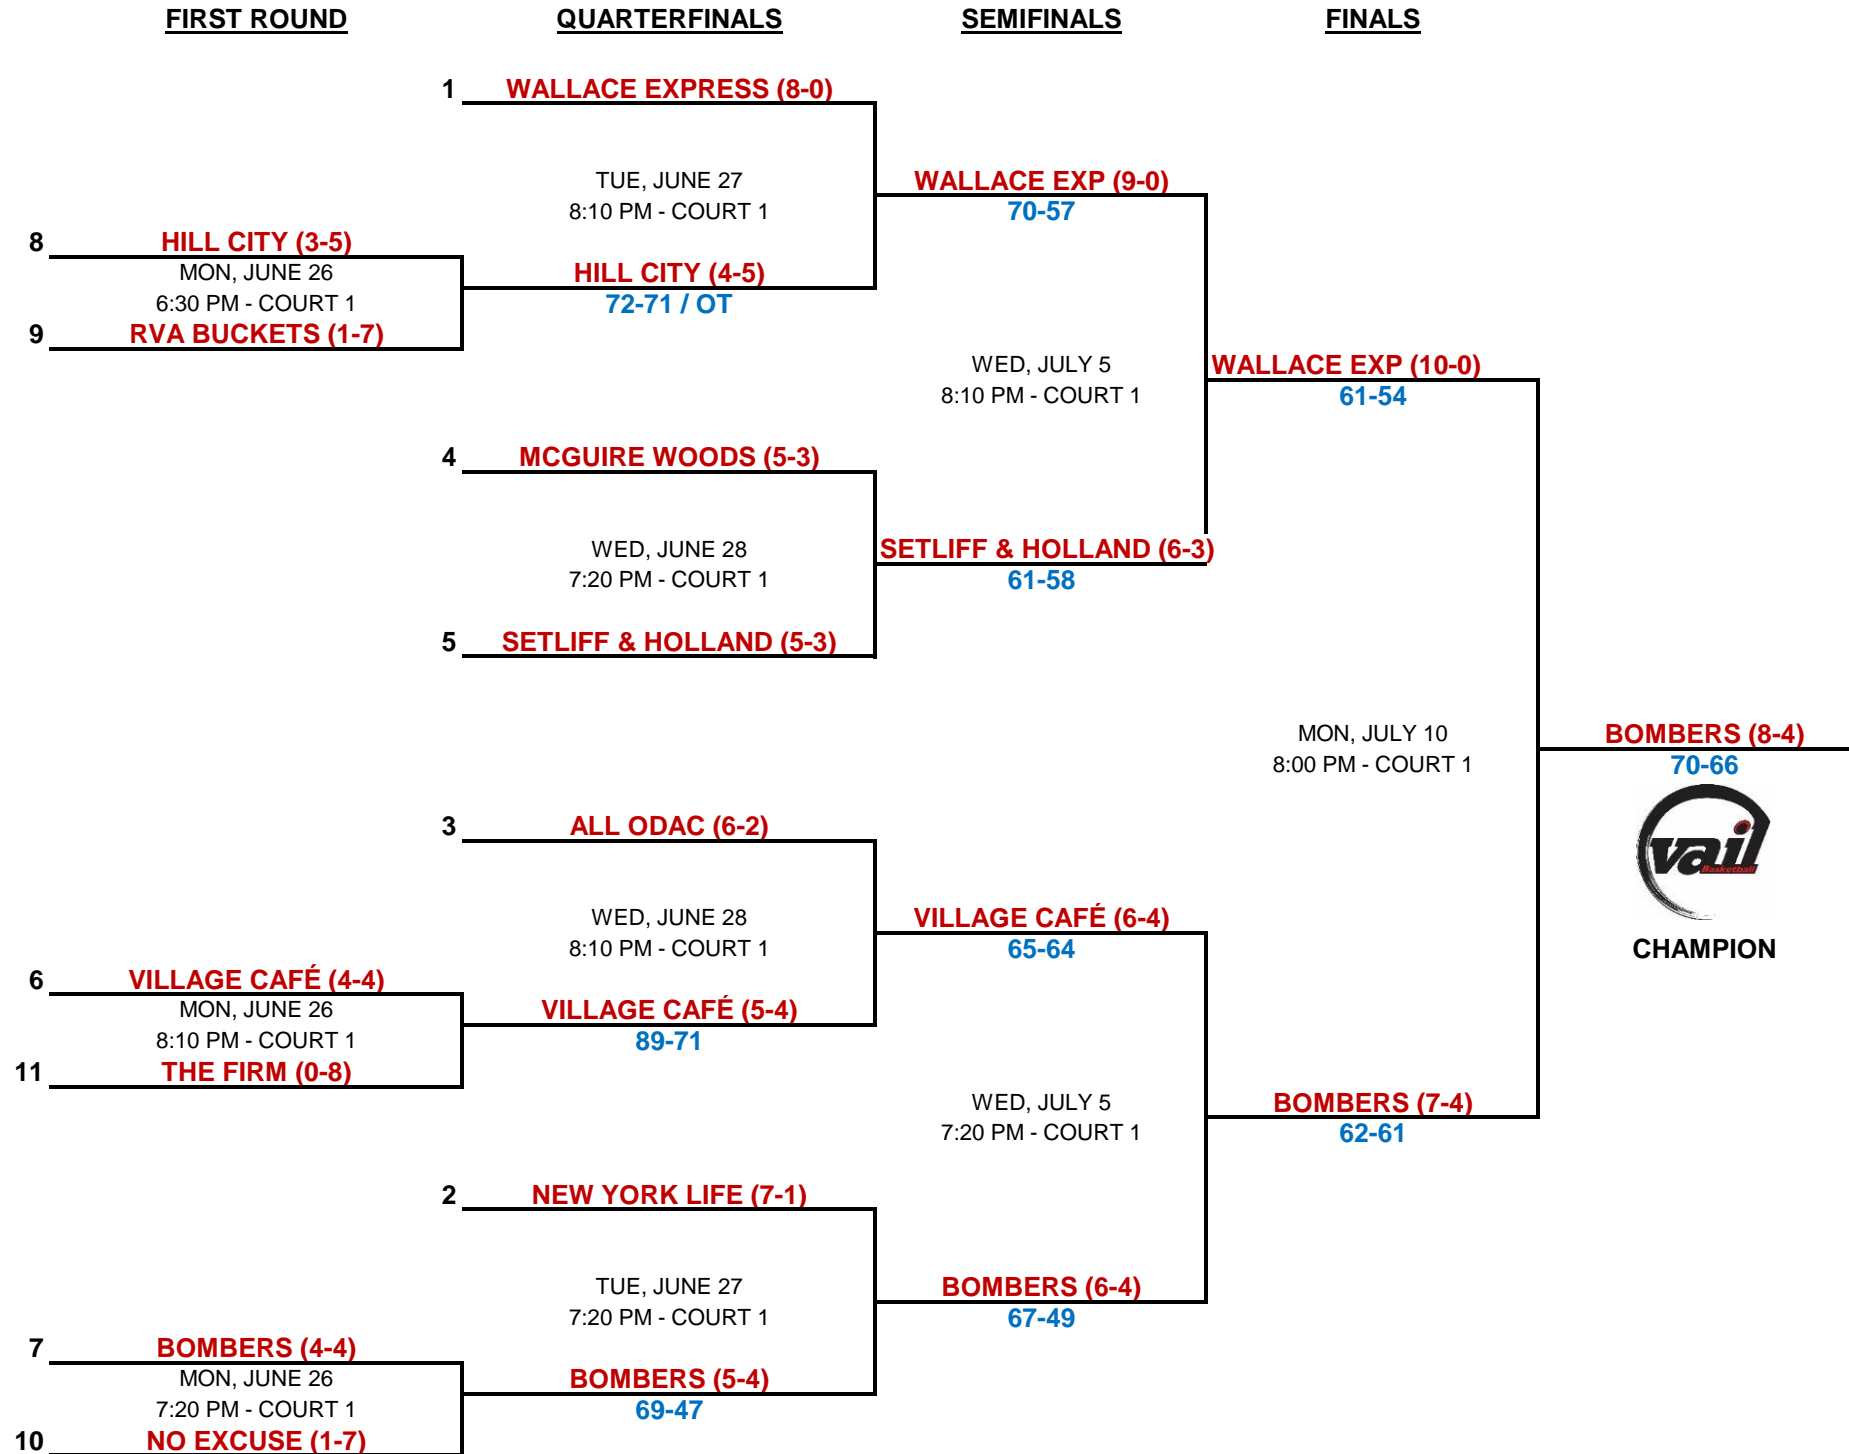 FIRST ROUND QUARTERFINALS SEMIFINALS FINALS
1 WALLACE EXPRESS (8-0)
TUE, JUNE 27
8:10 PM - COURT 1
WALLACE EXP (9-0)
70-57
8 HILL CITY (3-5)
MON, JUNE 26
6:30 PM - COURT 1
9 RVA BUCKETS (1-7)
HILL CITY (4-5)
72-71 / OT
WED, JULY 5
8:10 PM - COURT 1
WALLACE EXP (10-0)
61-54
4 MCGUIRE WOODS (5-3)
WED, JUNE 28
7:20 PM - COURT 1
SETLIFF & HOLLAND (6-3)
61-58
5 SETLIFF & HOLLAND (5-3)
MON, JULY 10
8:00 PM - COURT 1
BOMBERS (8-4)
70-66
vail
Basketball
CHAMPION
3 ALL ODAC (6-2)
WED, JUNE 28
8:10 PM - COURT 1
VILLAGE CAFÉ (6-4)
65-64
6 VILLAGE CAFÉ (4-4)
MON, JUNE 26
8:10 PM - COURT 1
11 THE FIRM (0-8)
VILLAGE CAFÉ (5-4)
89-71
WED, JULY 5
7:20 PM - COURT 1
BOMBERS (7-4)
62-61
2 NEW YORK LIFE (7-1)
TUE, JUNE 27
7:20 PM - COURT 1
BOMBERS (6-4)
67-49
7 BOMBERS (4-4)
MON, JUNE 26
7:20 PM - COURT 1
10 NO EXCUSE (1-7)
BOMBERS (5-4)
69-47